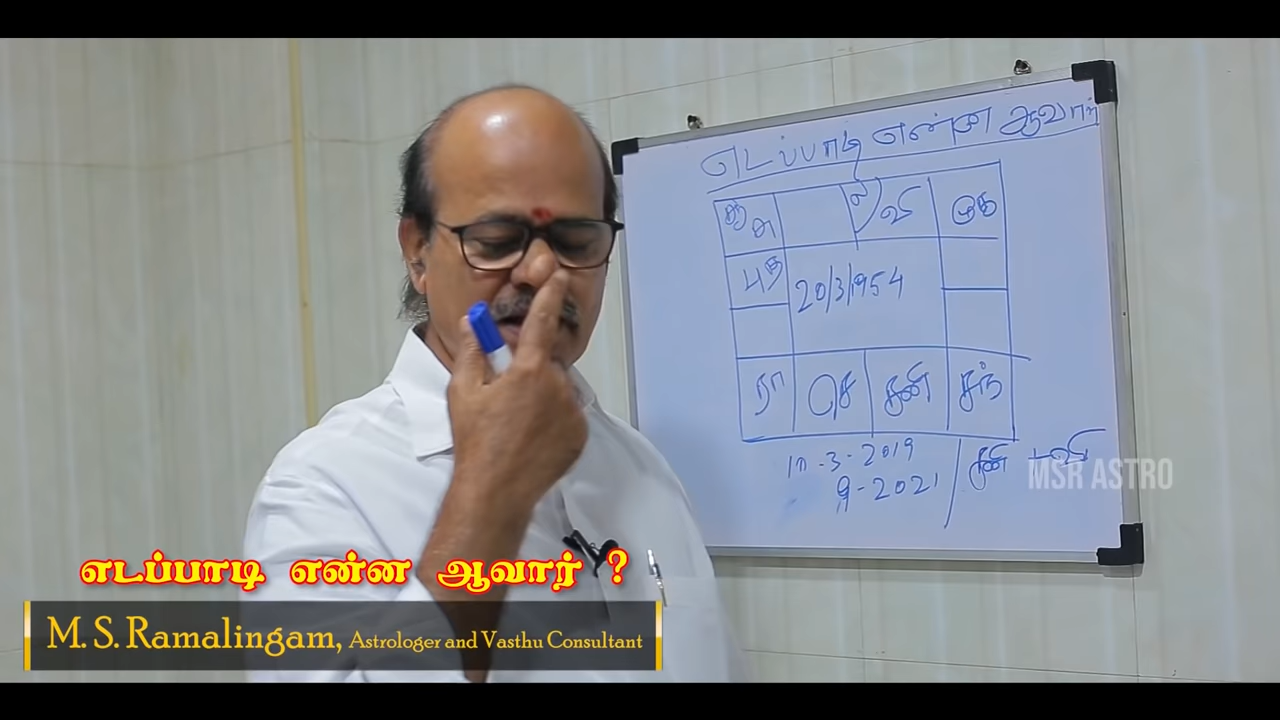 எடப்பாடி என்ன ஆவார்
வி குரு
புத 20/3/1954
ரா செ சனி சந்
3-2019
9-2021 / சனி
MSR ASTRO
எடப்பாடி என்ன ஆவார் ?
M. S. Ramalingam, Astrologer and Vasthu Consultant